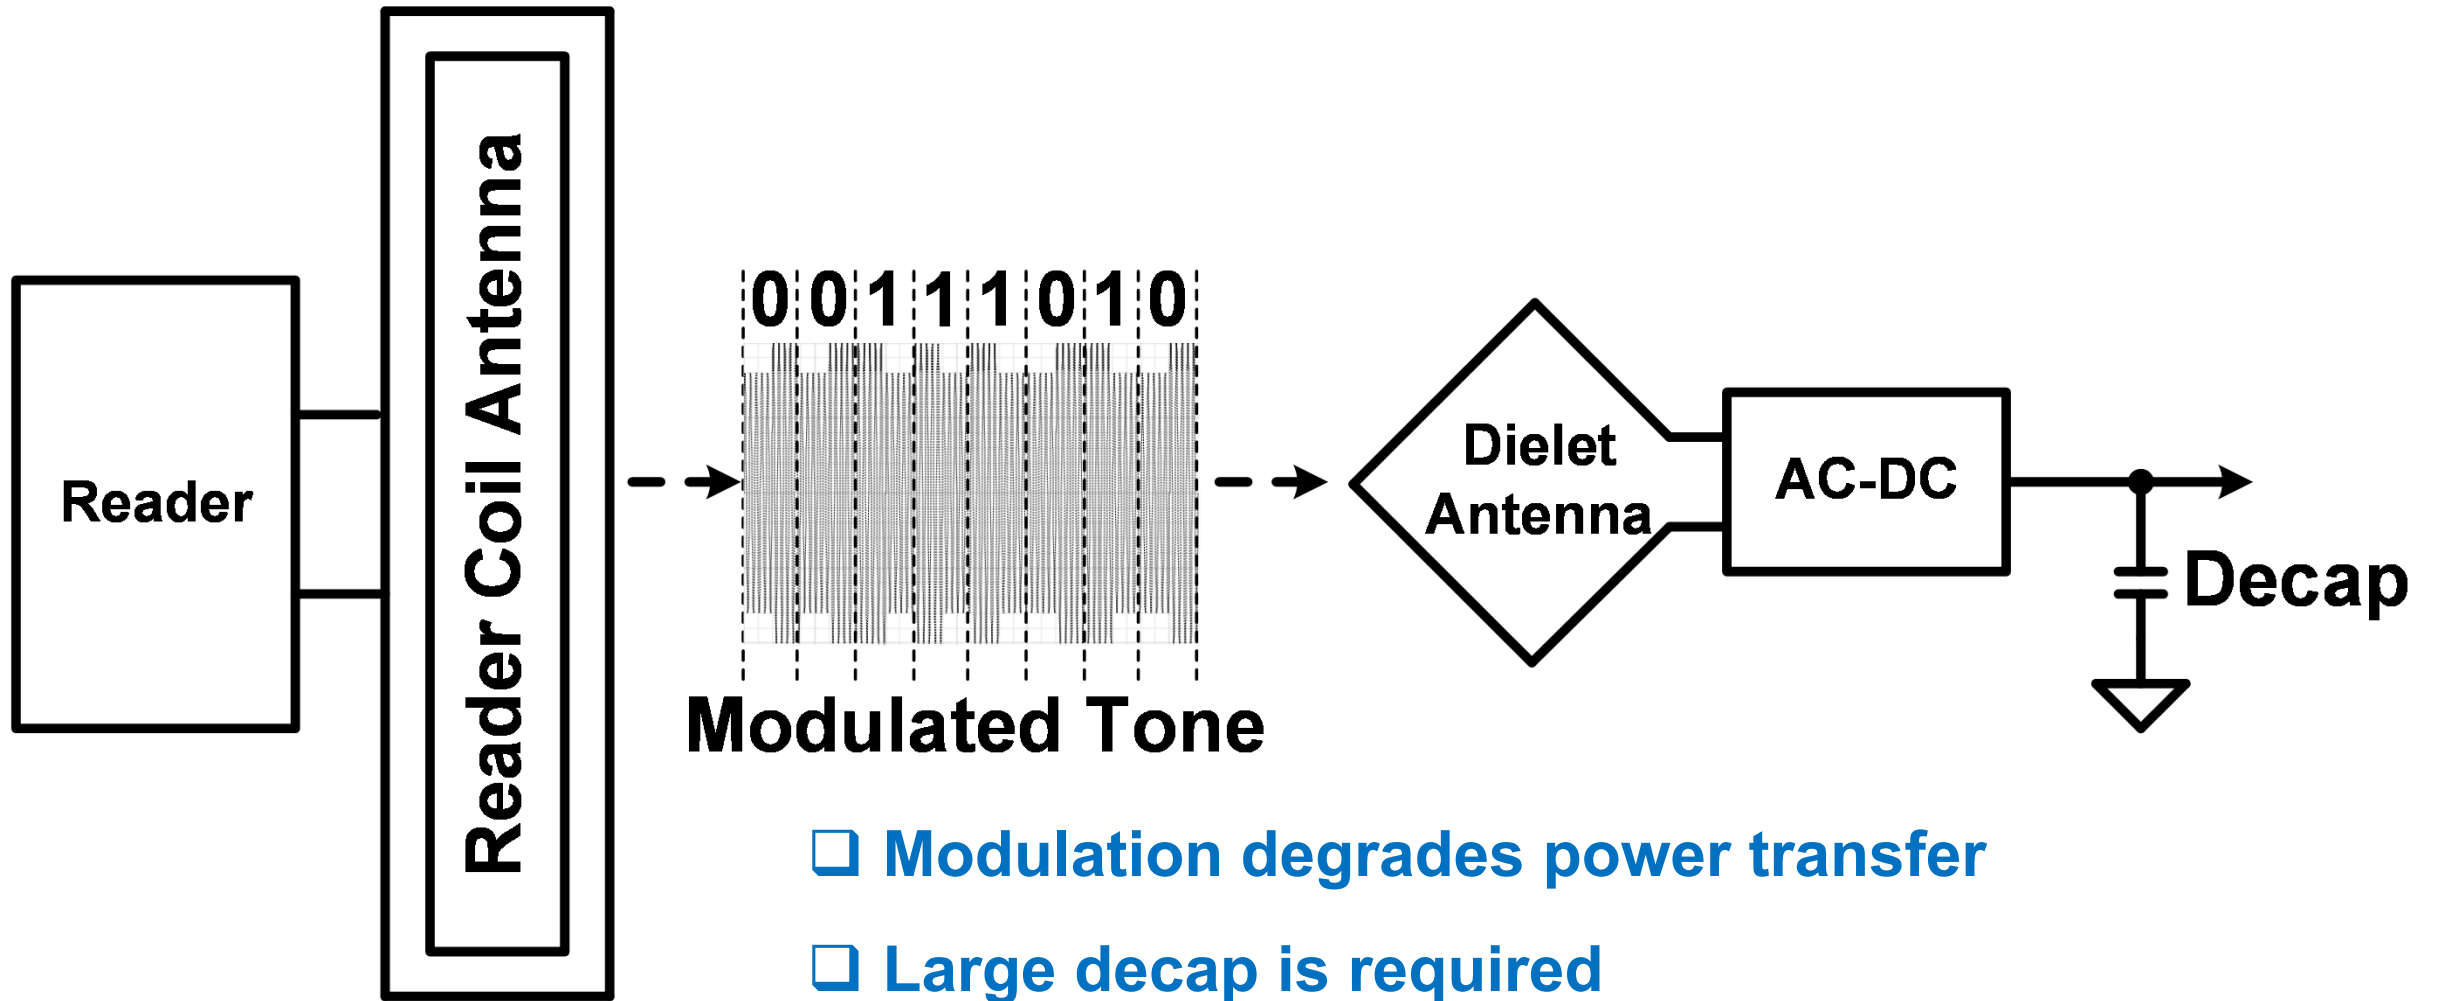 Reader
Reader Coil Antenna
0 0 1 1 1 0 1 0
Modulated Tone
Dielet
Antenna
AC-DC
Decap
Modulation degrades power transfer
Large decap is required